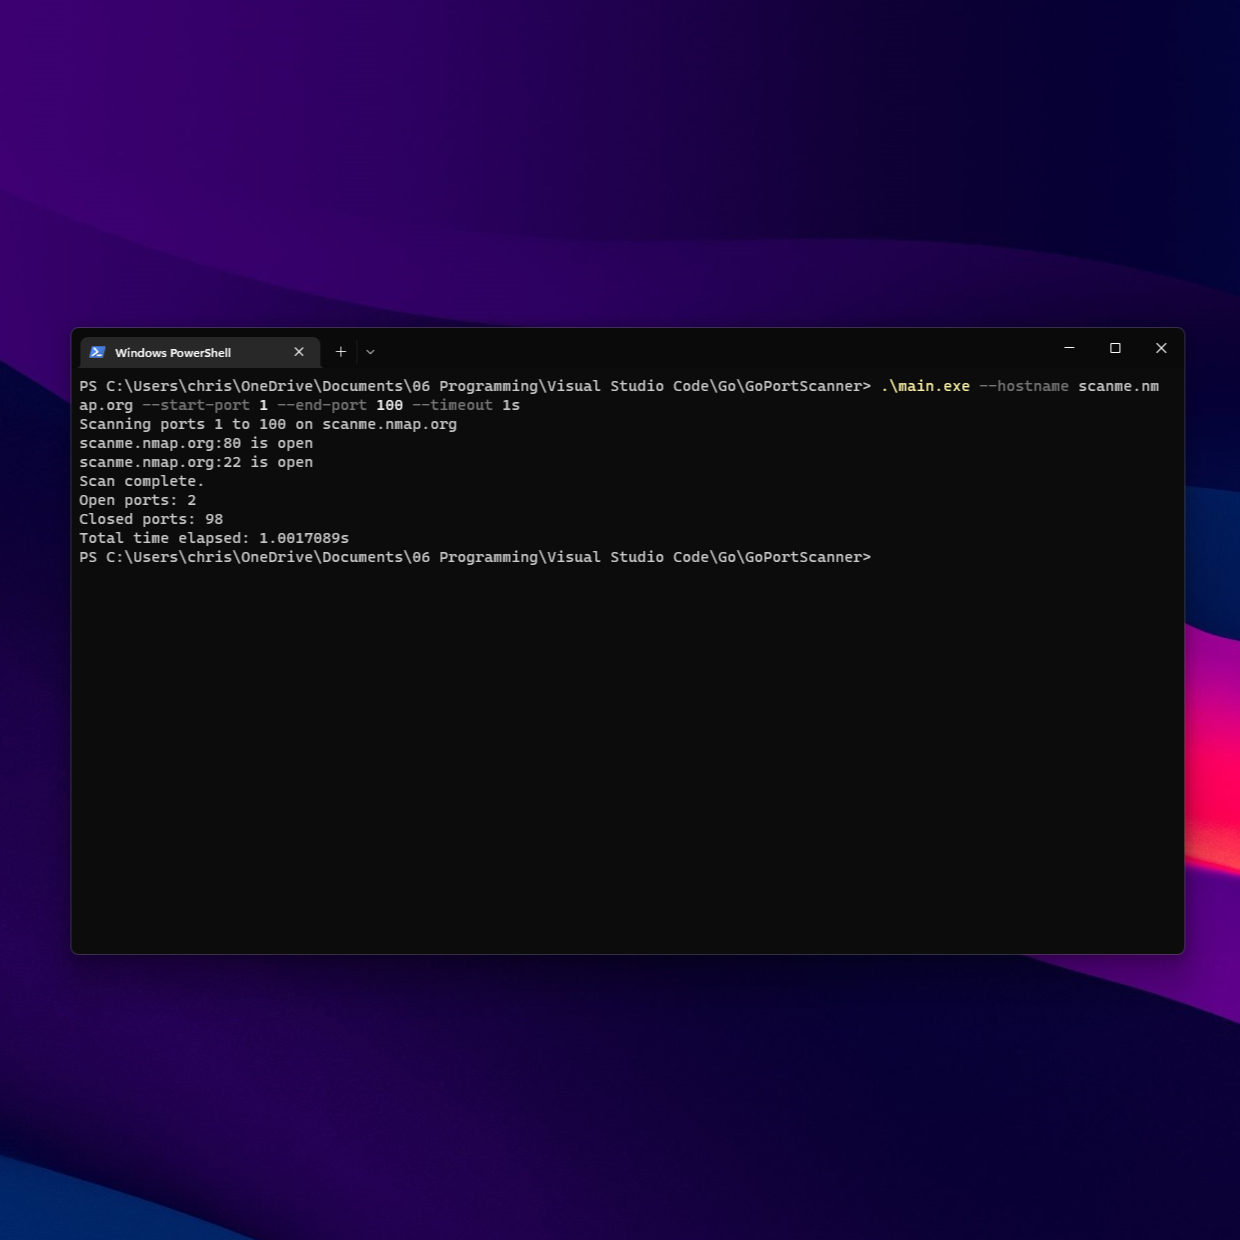 Windows PowerShell
PS C:\Users\chris\OneDrive\Documents\06 Programming\Visual Studio Code\Go\GoPortScanner> .\main.exe --hostname scanme.nm
ap.org --start-port 1 --end-port 100 --timeout 1s
Scanning ports 1 to 100 on scanme.nmap.org
scanme.nmap.org:80 is open
scanme.nmap.org:22 is open
Scan complete.
Open ports: 2
Closed ports: 98
Total time elapsed: 1.0017089s
PS C:\Users\chris\OneDrive\Documents\06 Programming\Visual Studio Code\Go\GoPortScanner>